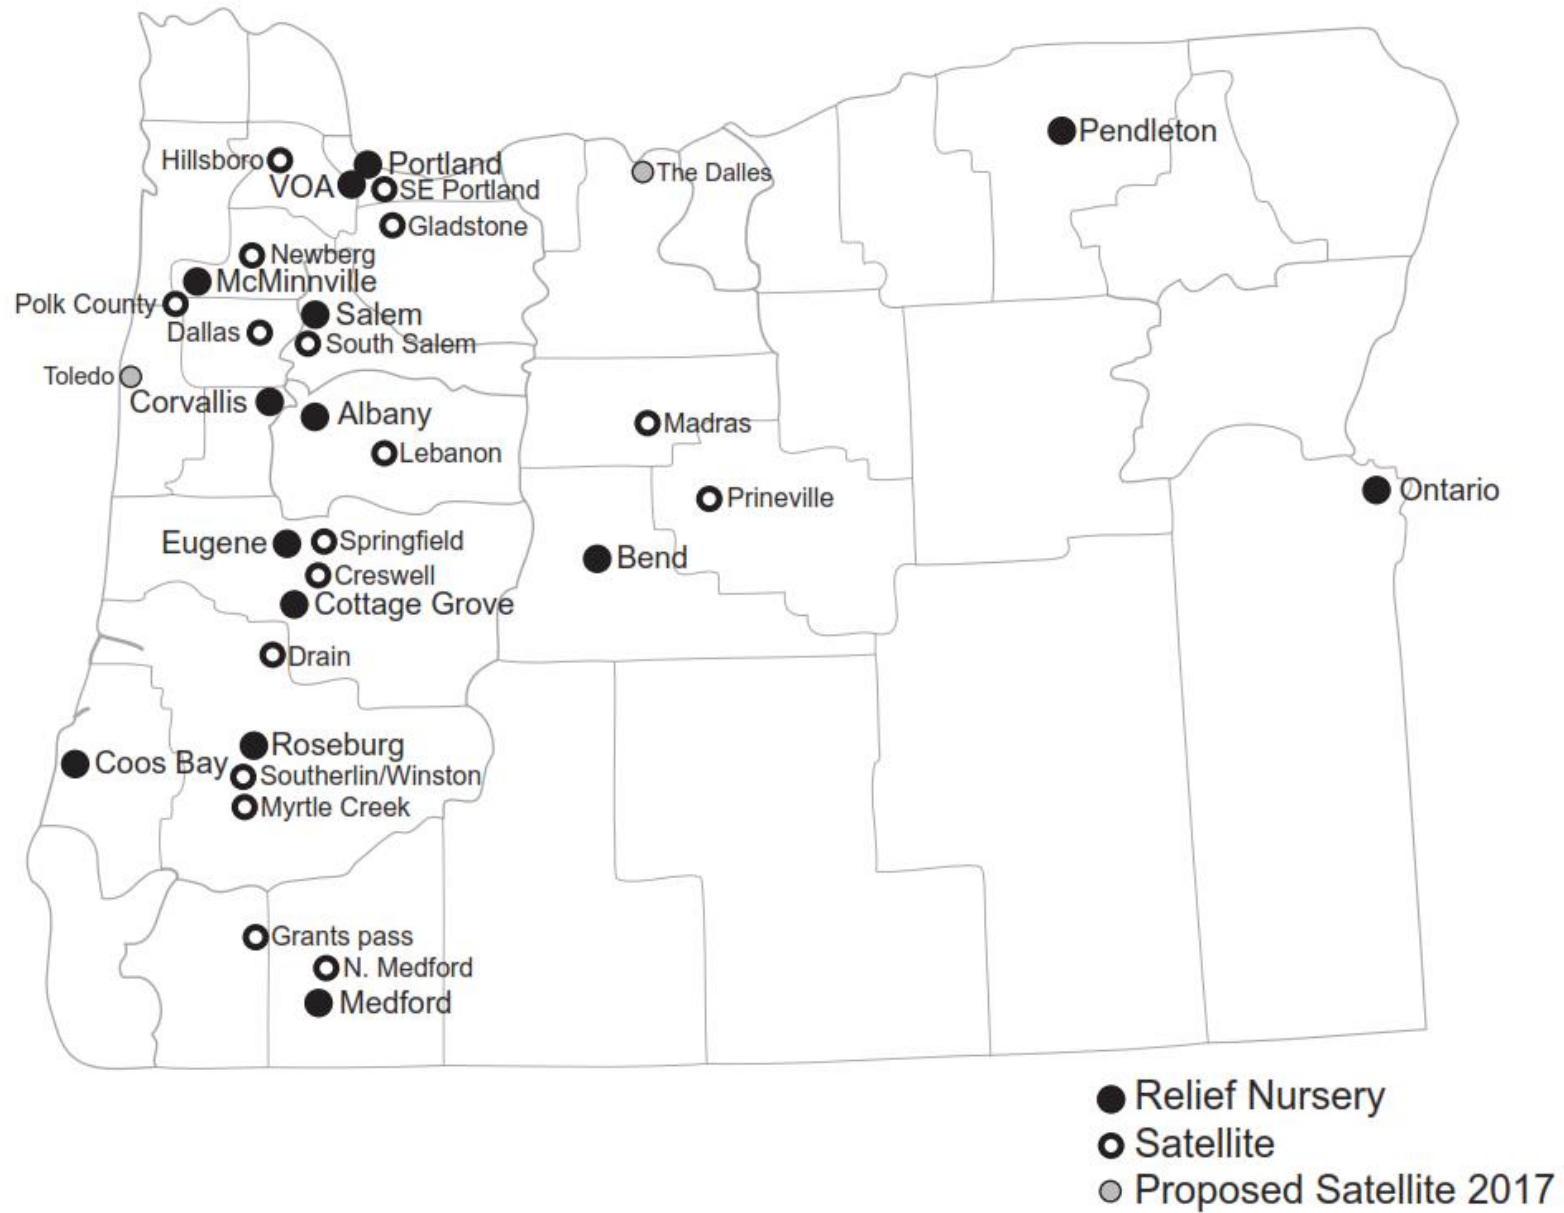 Pendleton
Hillsboro
Portland
The Dalles
VOA
SE Portland
Gladstone
Newberg
McMinnville
Polk County
Salem
Dallas
South Salem
Toledo
Corvallis
Albany
Madras
Lebanon
Ontario
Prineville
Eugene
Springfield
Bend
Creswell
Cottage Grove
Drain
Roseburg
Coos Bay
Southerlin/Winston
Myrtle Creek
Grants pass
N. Medford
Medford
Relief Nursery
Satellite
Proposed Satellite 2017